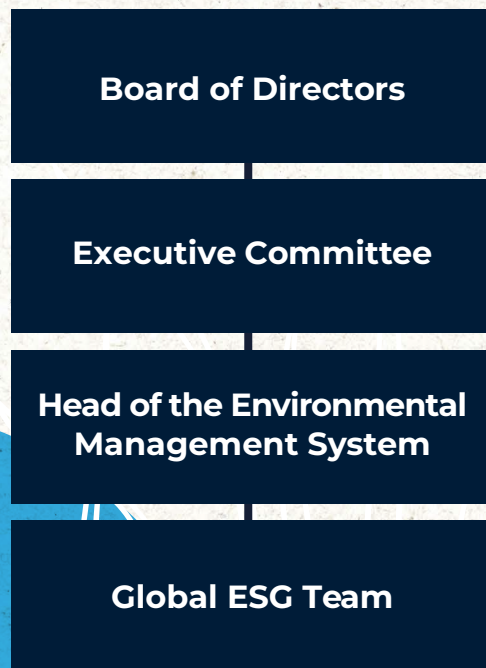 Board of Directors
Executive Committee
Head of the Environmental
Management System
Global ESG Team